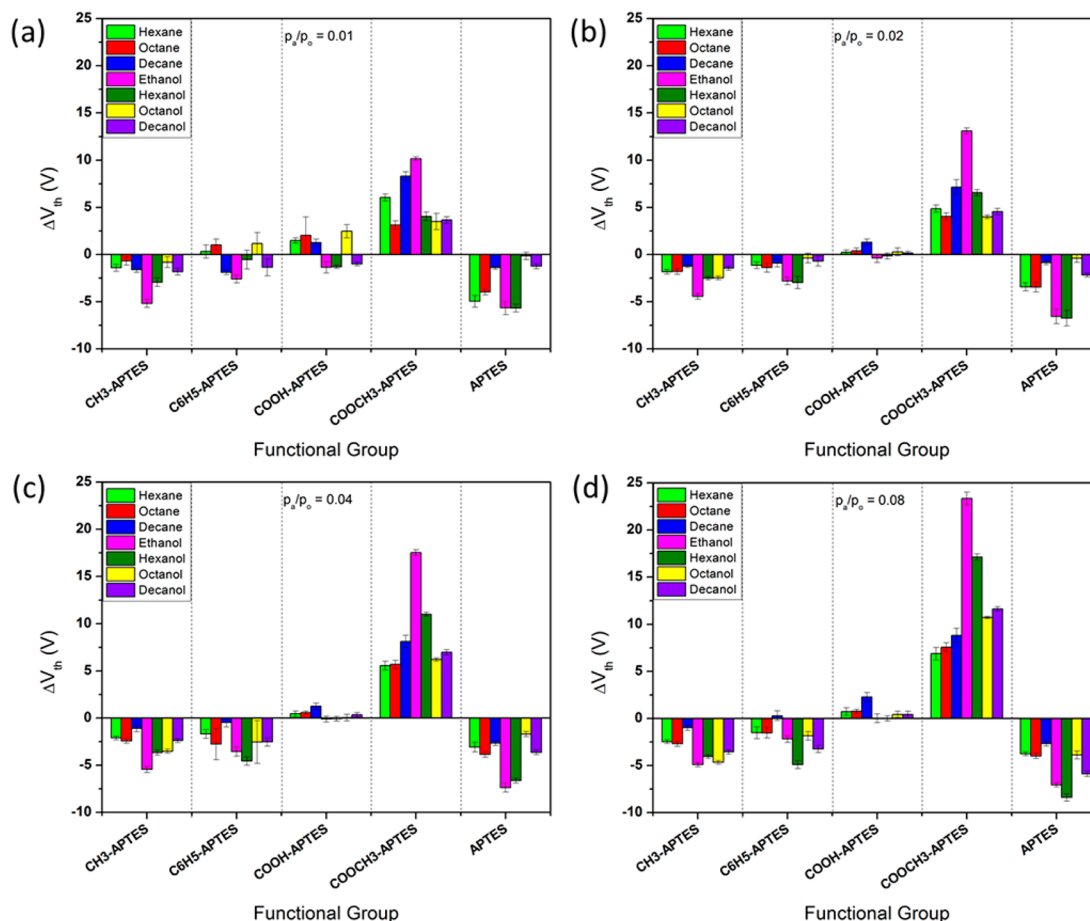 (a)
25
20
15
10
5
0
-5
-10
ΔVth (V)
Hexane
Octane
Decane
Ethanol
Hexanol
Octanol
Decanol
pa/po = 0.01
CH3-APTES
C6H5-APTES
COOH-APTES
COOCH3-APTES
APTES
Functional Group
(b)
25
20
15
10
5
0
-5
-10
ΔVth (V)
Hexane
Octane
Decane
Ethanol
Hexanol
Octanol
Decanol
pa/po = 0.02
CH3-APTES
C6H5-APTES
COOH-APTES
COOCH3-APTES
APTES
Functional Group
(c)
25
20
15
10
5
0
-5
-10
ΔVth (V)
Hexane
Octane
Decane
Ethanol
Hexanol
Octanol
Decanol
pa/po = 0.04
CH3-APTES
C6H5-APTES
COOH-APTES
COOCH3-APTES
APTES
Functional Group
(d)
25
20
15
10
5
0
-5
-10
ΔVth (V)
Hexane
Octane
Decane
Ethanol
Hexanol
Octanol
Decanol
pa/po = 0.08
CH3-APTES
C6H5-APTES
COOH-APTES
COOCH3-APTES
APTES
Functional Group